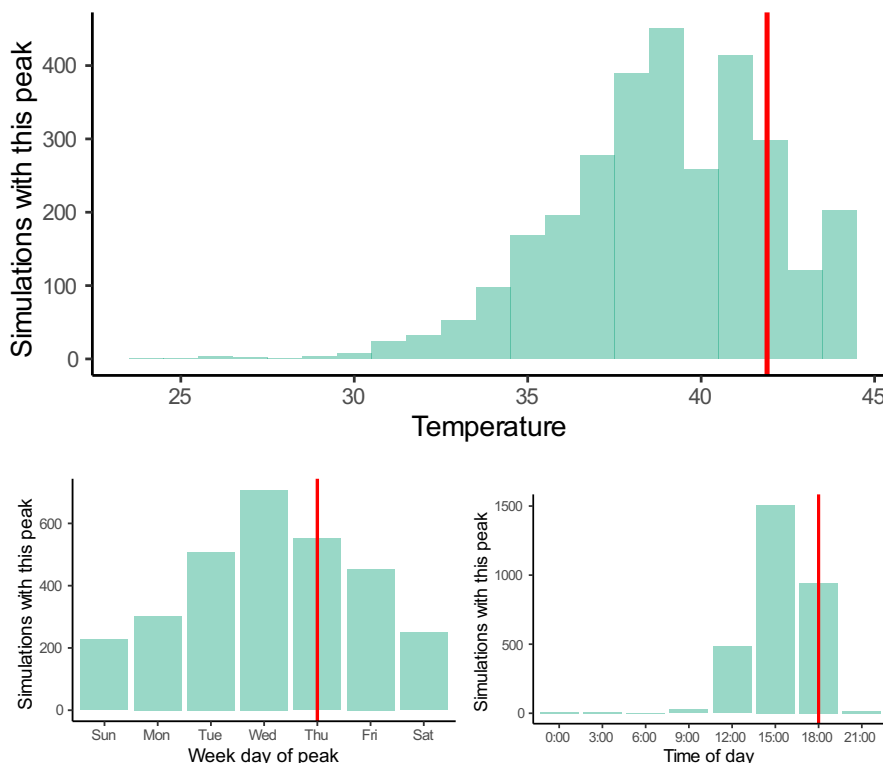 Simulations with this peak
400
300
200
100
0
25 30 35 40 45
Temperature
Simulations with this peak
600
400
200
0
Sun Mon Tue Wed Thu Fri Sat
Week day of peak
Simulations with this peak
1500
1000
500
0
0:00 3:00 6:00 9:00 12:00 15:00 18:00 21:00
Time of day